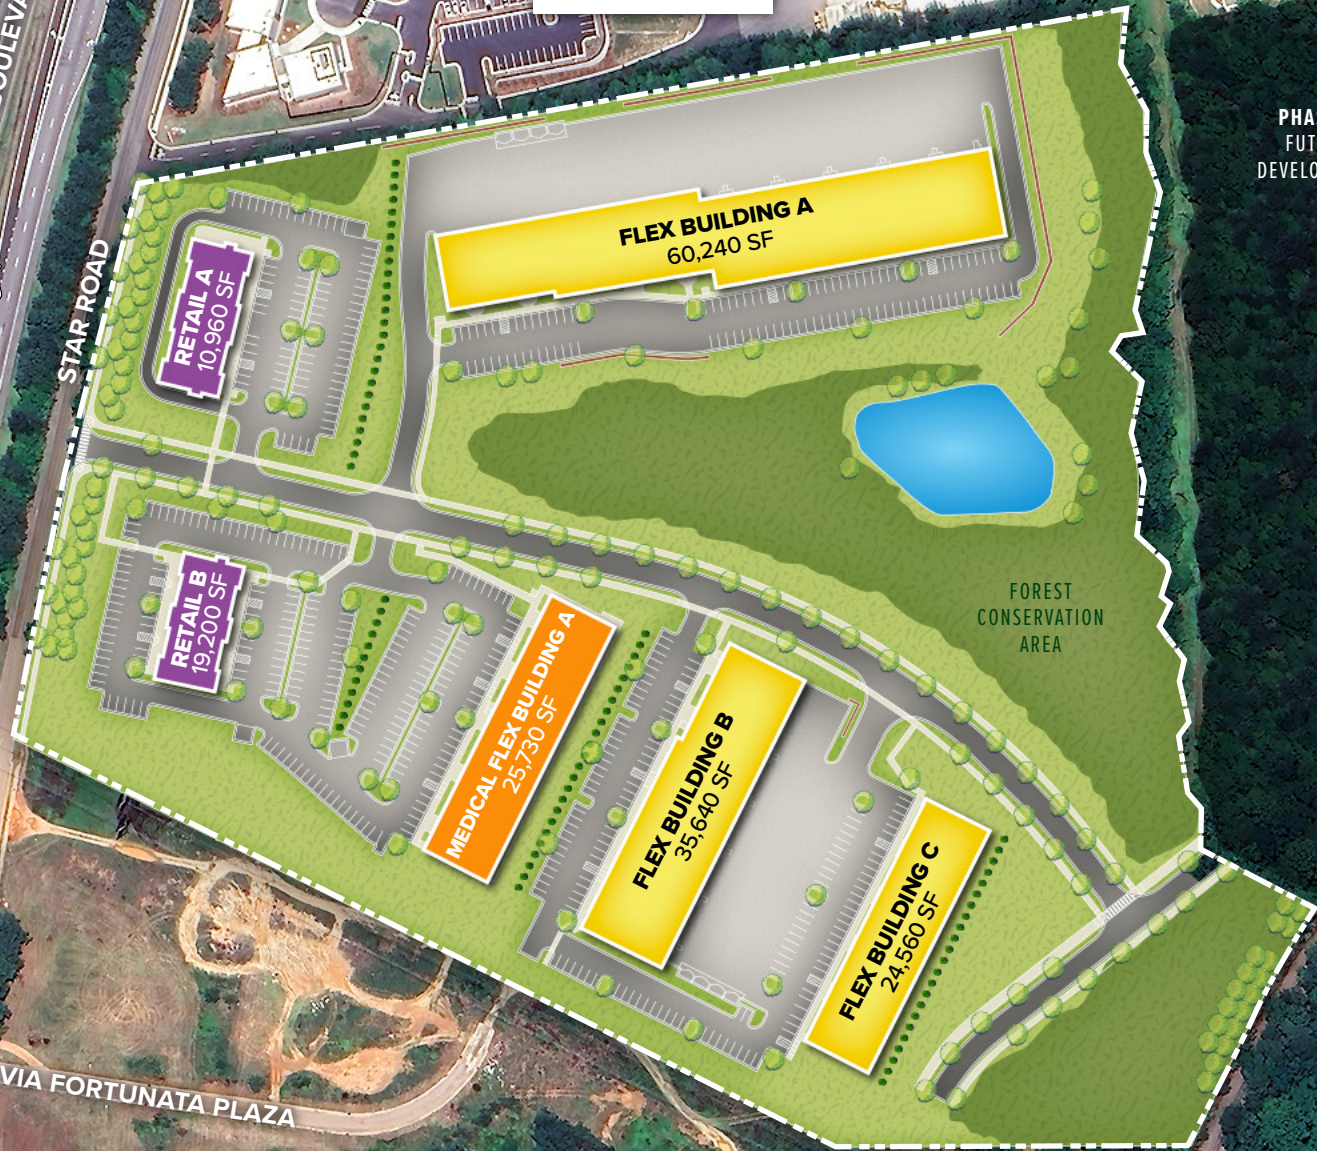 STAR ROAD
RETAIL A
10,960 SF
FLEX BUILDING A
60,240 SF
RETAIL B
19,200 SF
MEDICAL FLEX BUILDING A
25,730 SF
FLEX BUILDING B
35,640 SF
FLEX BUILDING C
24,560 SF
FOREST
CONSERVATION
AREA
VIA FORTUNATA PLAZA